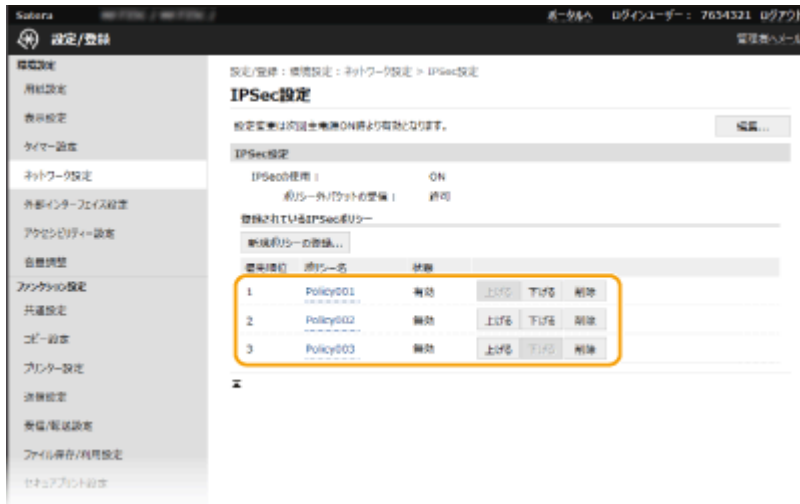 Satera
ポータルへ ログインユーザー： 7654321 ログアウト
設定/登録
管理者へメール
環境設定
用紙設定
表示設定
タイマー設定
ネットワーク設定
外部インターフェイス設定
アクセシビリティー設定
音量調整
ファンクション設定
共通設定
コピー設定
プリンター設定
送信設定
受信/転送設定
ファイル保存/利用設定
セキュアプリント設定
設定/登録：環境設定：ネットワーク設定 > IPSec設定
IPSec設定
設定変更は次回主電源ON時より有効となります。
編集...
IPSec設定
IPSecの使用： ON
ポリシー外パケットの受信： 許可
登録されているIPSecポリシー
新規ポリシーの登録...
優先順位 ポリシー名 状態
1 Policy001 有効 上げる 下げる 削除
2 Policy002 無効 上げる 下げる 削除
3 Policy003 無効 上げる 下げる 削除